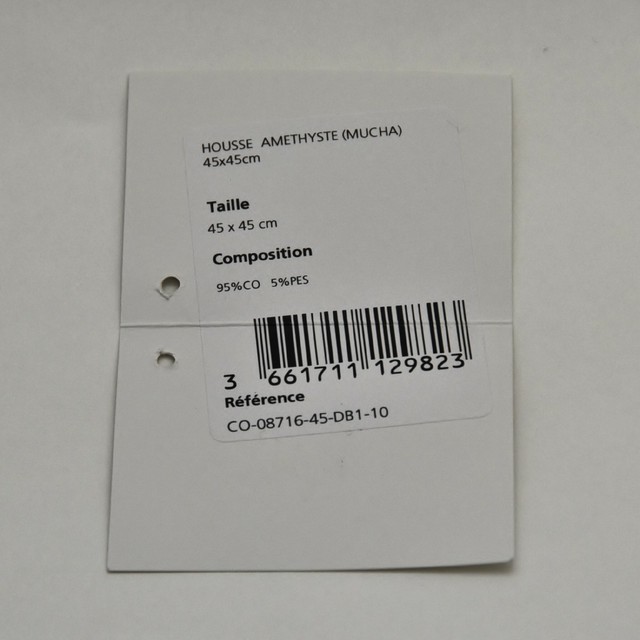 HOUSSE AMETHYSTE (MUCHA)
45x45cm
Taille
45 x 45 cm
Composition
95%CO 5%PES
3 661711 129823
Référence
CO-08716-45-DB1-10